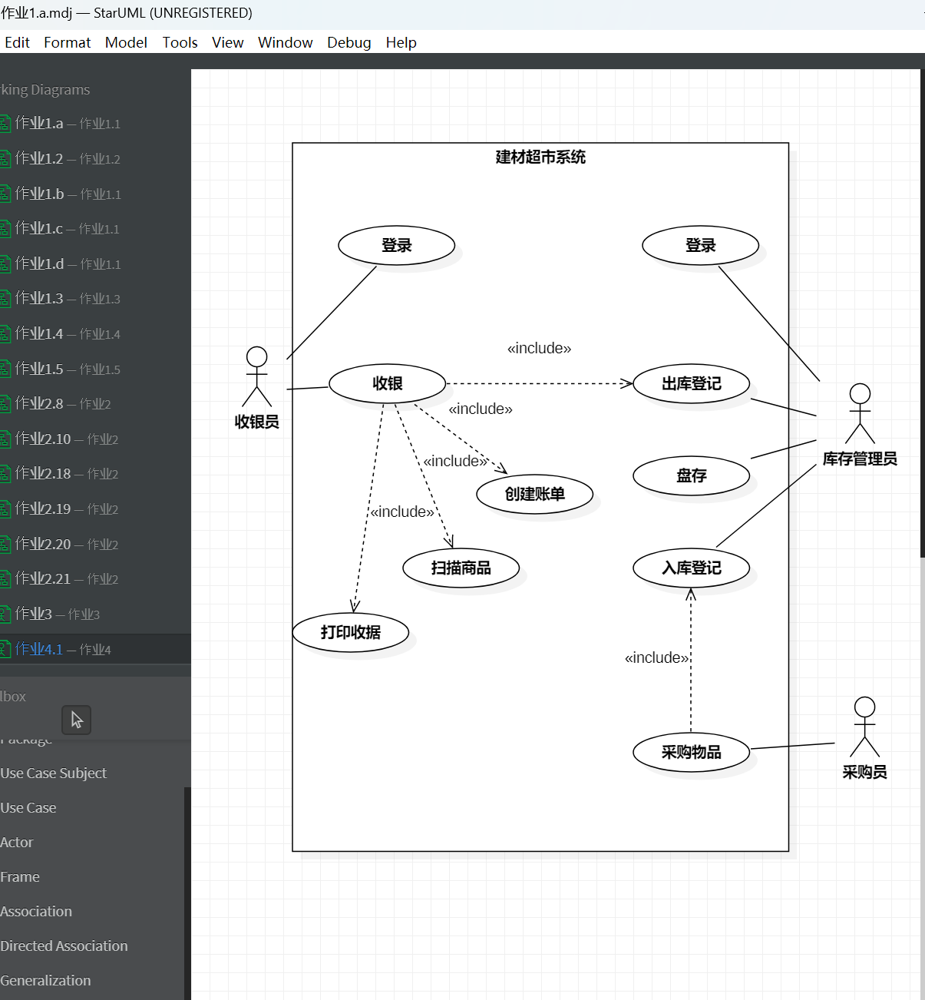 作业1.a.mdj — StarUML (UNREGISTERED)
Edit Format Model Tools View Window Debug Help
rking Diagrams
作业1.a — 作业1.1
作业1.2 — 作业1.2
作业1.b — 作业1.1
作业1.c — 作业1.1
作业1.d — 作业1.1
作业1.3 — 作业1.3
作业1.4 — 作业1.4
作业1.5 — 作业1.5
作业2.8 — 作业2
作业2.10 — 作业2
作业2.18 — 作业2
作业2.19 — 作业2
作业2.20 — 作业2
作业2.21 — 作业2
作业3 — 作业3
作业4.1 — 作业4
lbox
Package
Use Case Subject
Use Case
Actor
Frame
Association
Directed Association
Generalization
建材超市系统
登录
登录
«include»
收银
出库登记
收银员
«include»
库存管理员
«include»
盘存
创建账单
«include»
扫描商品
入库登记
打印收据
«include»
采购物品
采购员